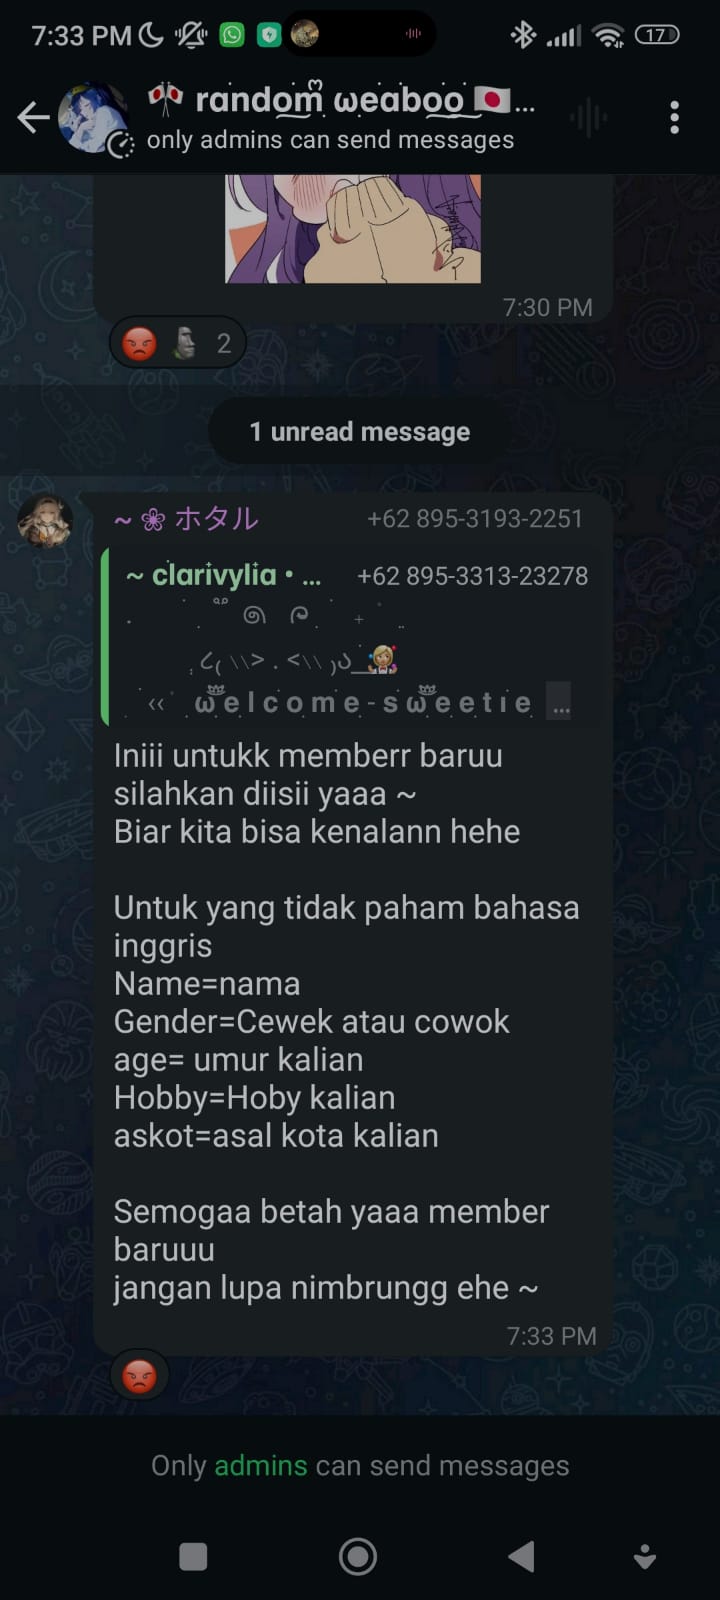 7:33 PM
17
random weaboo 🇯🇵...
only admins can send messages
7:30 PM
2
1 unread message
~ ❀ ホタル +62 895-3193-2251
~ clarivylia • ... +62 895-3313-23278
‹‹ welcome-sweetie ...
Iniii untukk memberr baruu
silahkan diisii yaaa ~
Biar kita bisa kenalann hehe
Untuk yang tidak paham bahasa
inggris
Name=nama
Gender=Cewek atau cowok
age= umur kalian
Hobby=Hoby kalian
askot=asal kota kalian
Semogaa betah yaaa member
baruuu
jangan lupa nimbrungg ehe ~
7:33 PM
Only admins can send messages